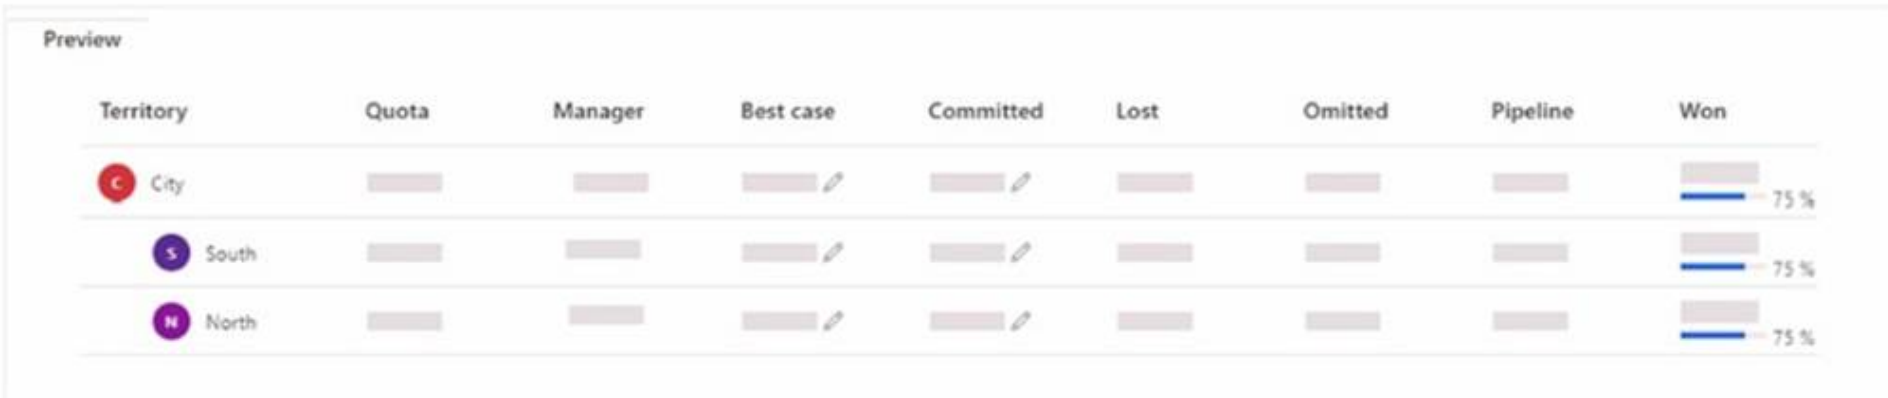 Preview
Territory Quota Manager Best case Committed Lost Omitted Pipeline Won
C City 75 %
S South 75 %
N North 75 %